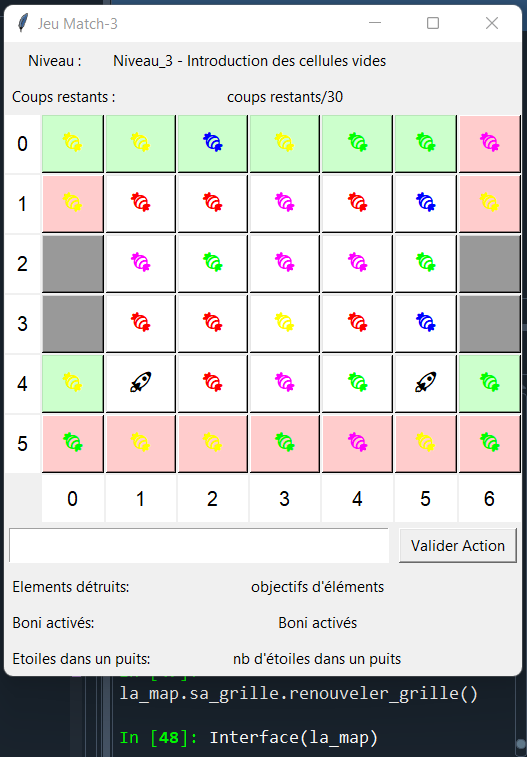 Jeu Match-3
Niveau : Niveau_3 - Introduction des cellules vides
Coups restants : coups restants/30
0
1
2
3
4
5
0 1 2 3 4 5 6
Valider Action
Elements détruits: objectifs d'éléments
Boni activés: Boni activés
Etoiles dans un puits: nb d'étoiles dans un puits
la_map.sa_grille.renouveler_grille()
In [48]: Interface(la_map)